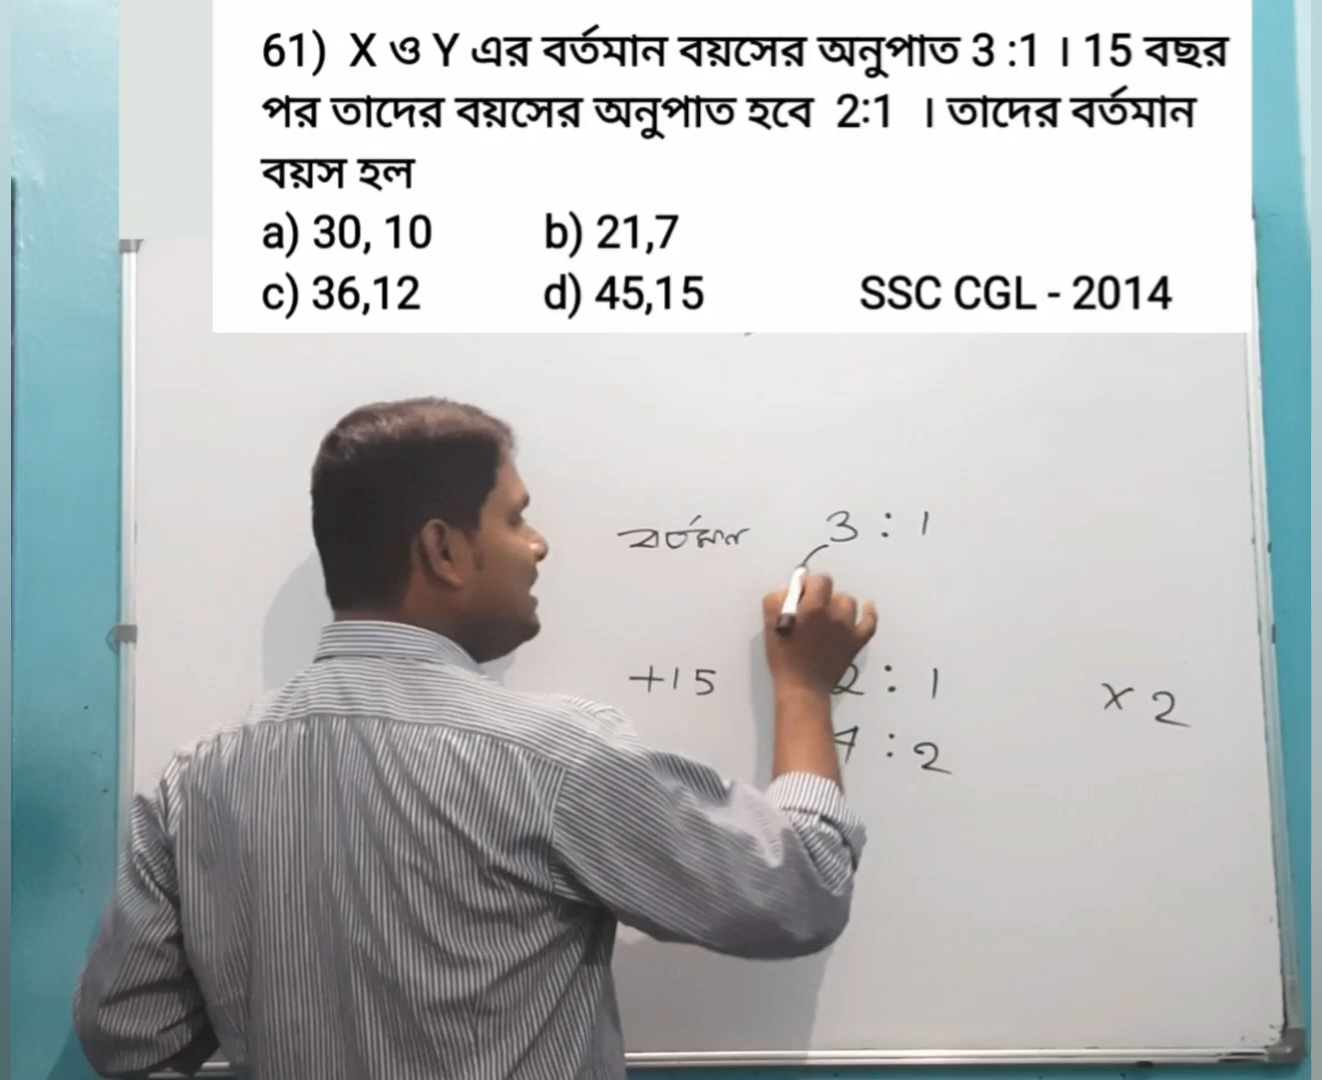 61) X ও Y এর বর্তমান বয়সের অনুপাত 3 :1 । 15 বছর
পর তাদের বয়সের অনুপাত হবে 2:1 । তাদের বর্তমান
বয়স হল
a) 30, 10 b) 21,7
c) 36,12 d) 45,15 SSC CGL - 2014
বর্তমান 3 : 1
+15 2 : 1 × 2
4 : 2